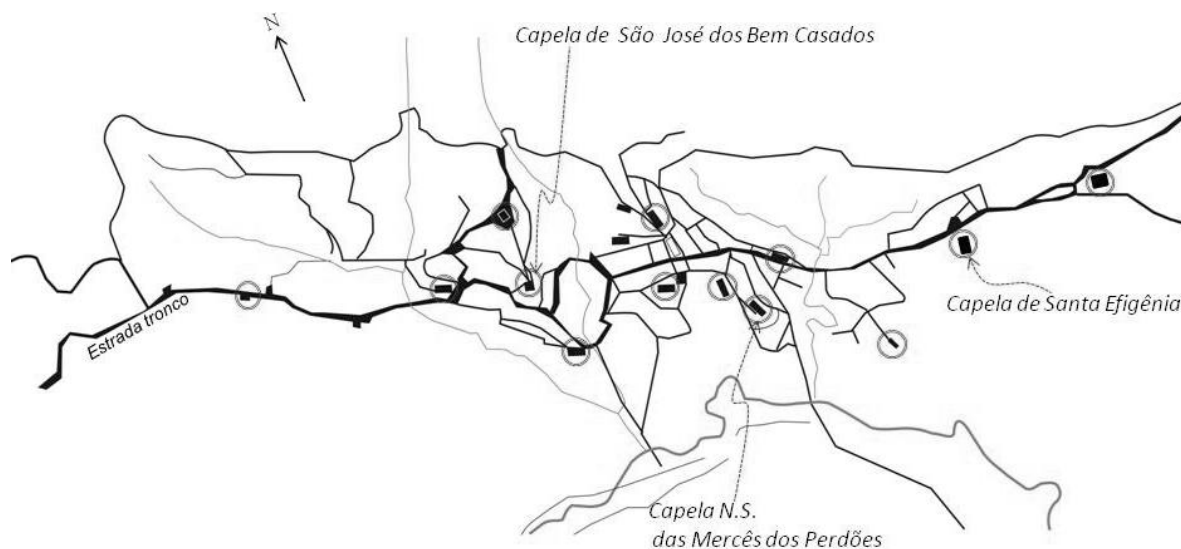 N
Capela de São José dos Bem Casados
Capela de Santa Efigênia
Estrada tronco
Capela N.S.
das Mercês dos Perdões